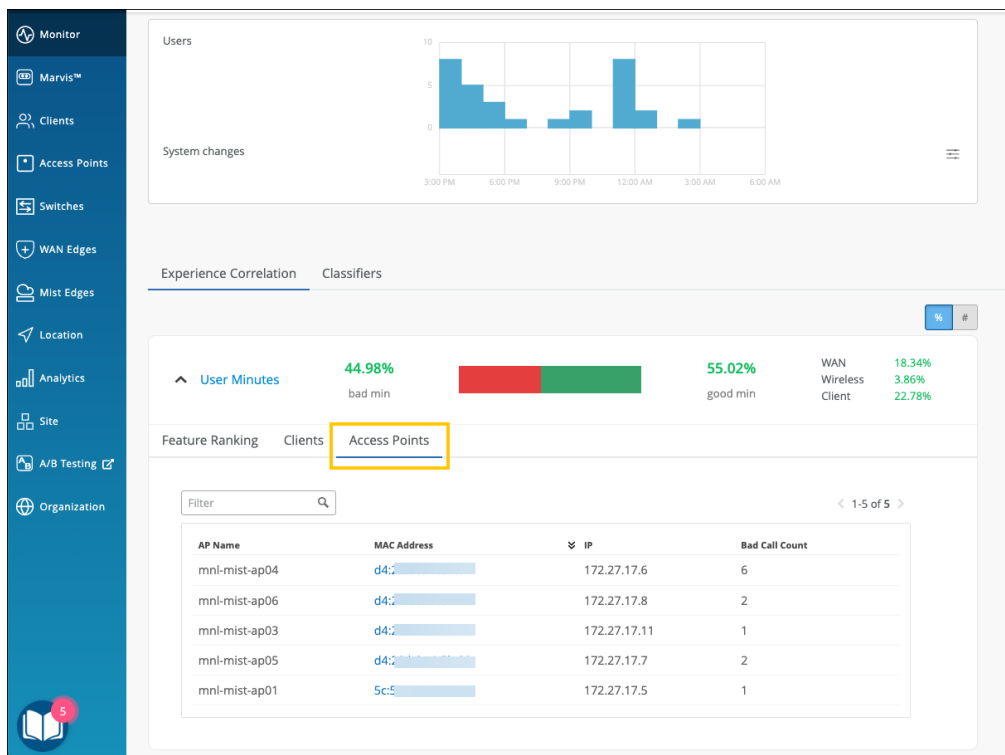 Monitor
Marvis™
Clients
Access Points
Switches
WAN Edges
Mist Edges
Location
Analytics
Site
A/B Testing
Organization
5
Users
10
5
0
System changes
3:00 PM 6:00 PM 9:00 PM 12:00 AM 3:00 AM 6:00 AM
Experience Correlation Classifiers
% #
User Minutes
44.98%
bad min
55.02%
good min
WAN 18.34%
Wireless 3.86%
Client 22.78%
Feature Ranking Clients Access Points
Filter
1-5 of 5
AP Name MAC Address IP Bad Call Count
mnl-mist-ap04 d4: 172.27.17.6 6
mnl-mist-ap06 d4: 172.27.17.8 2
mnl-mist-ap03 d4: 172.27.17.11 1
mnl-mist-ap05 d4: 172.27.17.7 2
mnl-mist-ap01 5c:5 172.27.17.5 1